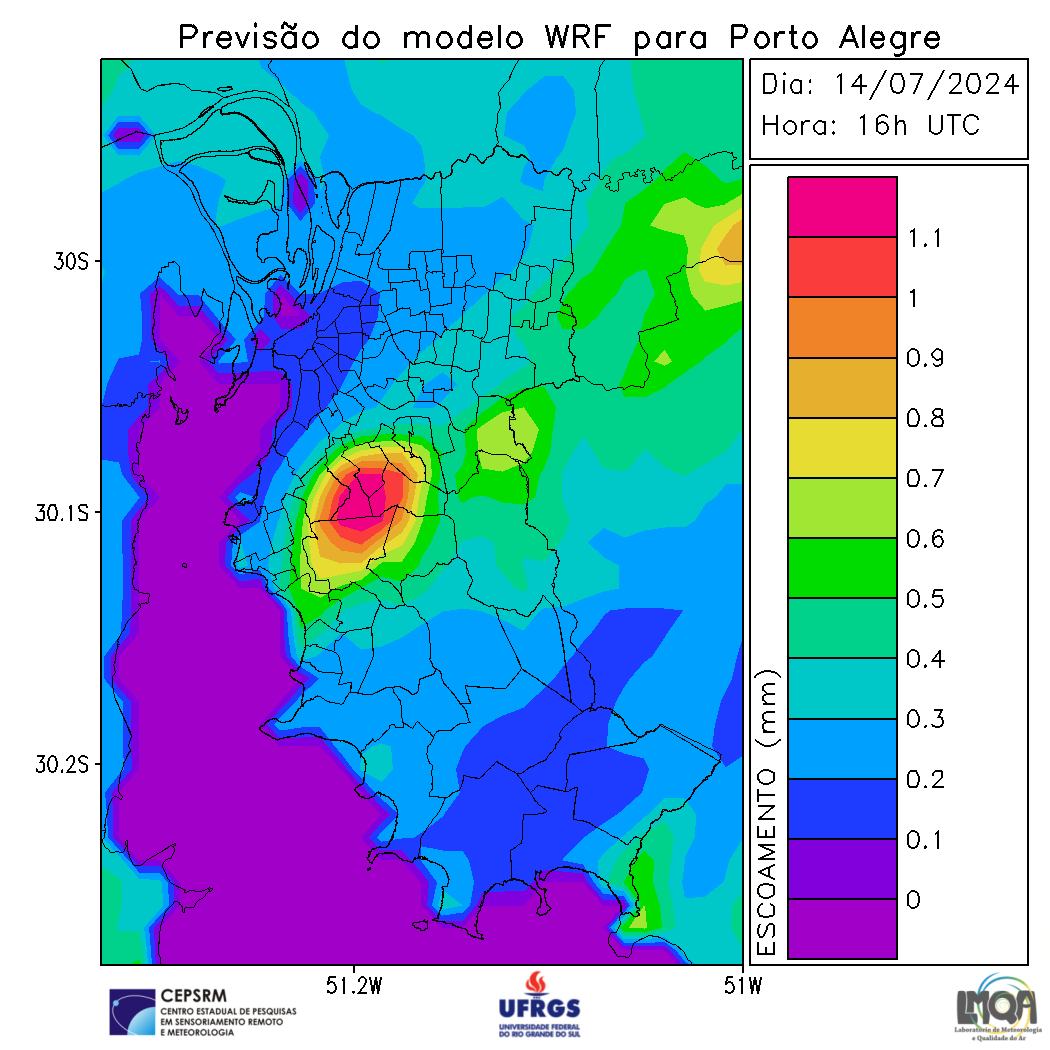 Previsão do modelo WRF para Porto Alegre
Dia: 14/07/2024
Hora: 16h UTC
30S
30.1S
30.2S
51.2W
51W
ESCOAMENTO (mm)
1.1
1
0.9
0.8
0.7
0.6
0.5
0.4
0.3
0.2
0.1
0
CEPSRM
CENTRO ESTADUAL DE PESQUISAS
EM SENSORIAMENTO REMOTO
E METEOROLOGIA
UFRGS
UNIVERSIDADE FEDERAL
DO RIO GRANDE DO SUL
LMQA
Laboratório de Meteorologia
e Qualidade do Ar